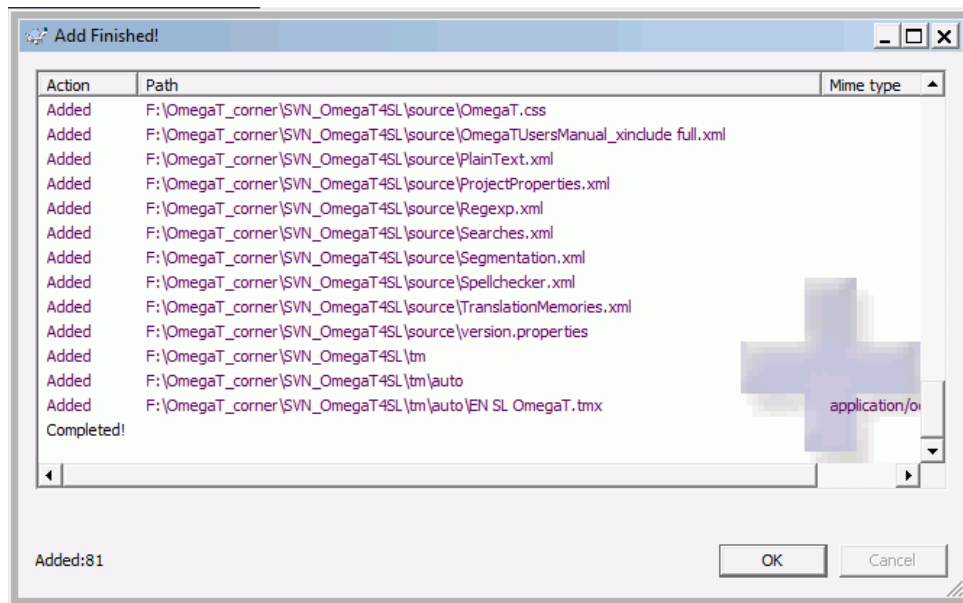 Add Finished!
Action Path Mime type
Added F:\OmegaT_corner\SVN_OmegaT4SL\source\OmegaT.css
Added F:\OmegaT_corner\SVN_OmegaT4SL\source\OmegaTUsersManual_xinclude full.xml
Added F:\OmegaT_corner\SVN_OmegaT4SL\source\PlainText.xml
Added F:\OmegaT_corner\SVN_OmegaT4SL\source\ProjectProperties.xml
Added F:\OmegaT_corner\SVN_OmegaT4SL\source\Regexp.xml
Added F:\OmegaT_corner\SVN_OmegaT4SL\source\Searches.xml
Added F:\OmegaT_corner\SVN_OmegaT4SL\source\Segmentation.xml
Added F:\OmegaT_corner\SVN_OmegaT4SL\source\Spellchecker.xml
Added F:\OmegaT_corner\SVN_OmegaT4SL\source\TranslationMemories.xml
Added F:\OmegaT_corner\SVN_OmegaT4SL\source\version.properties
Added F:\OmegaT_corner\SVN_OmegaT4SL\tm
Added F:\OmegaT_corner\SVN_OmegaT4SL\tm\auto
Added F:\OmegaT_corner\SVN_OmegaT4SL\tm\auto\EN SL OmegaT.tmx application/o
Completed!
Added:81 OK Cancel